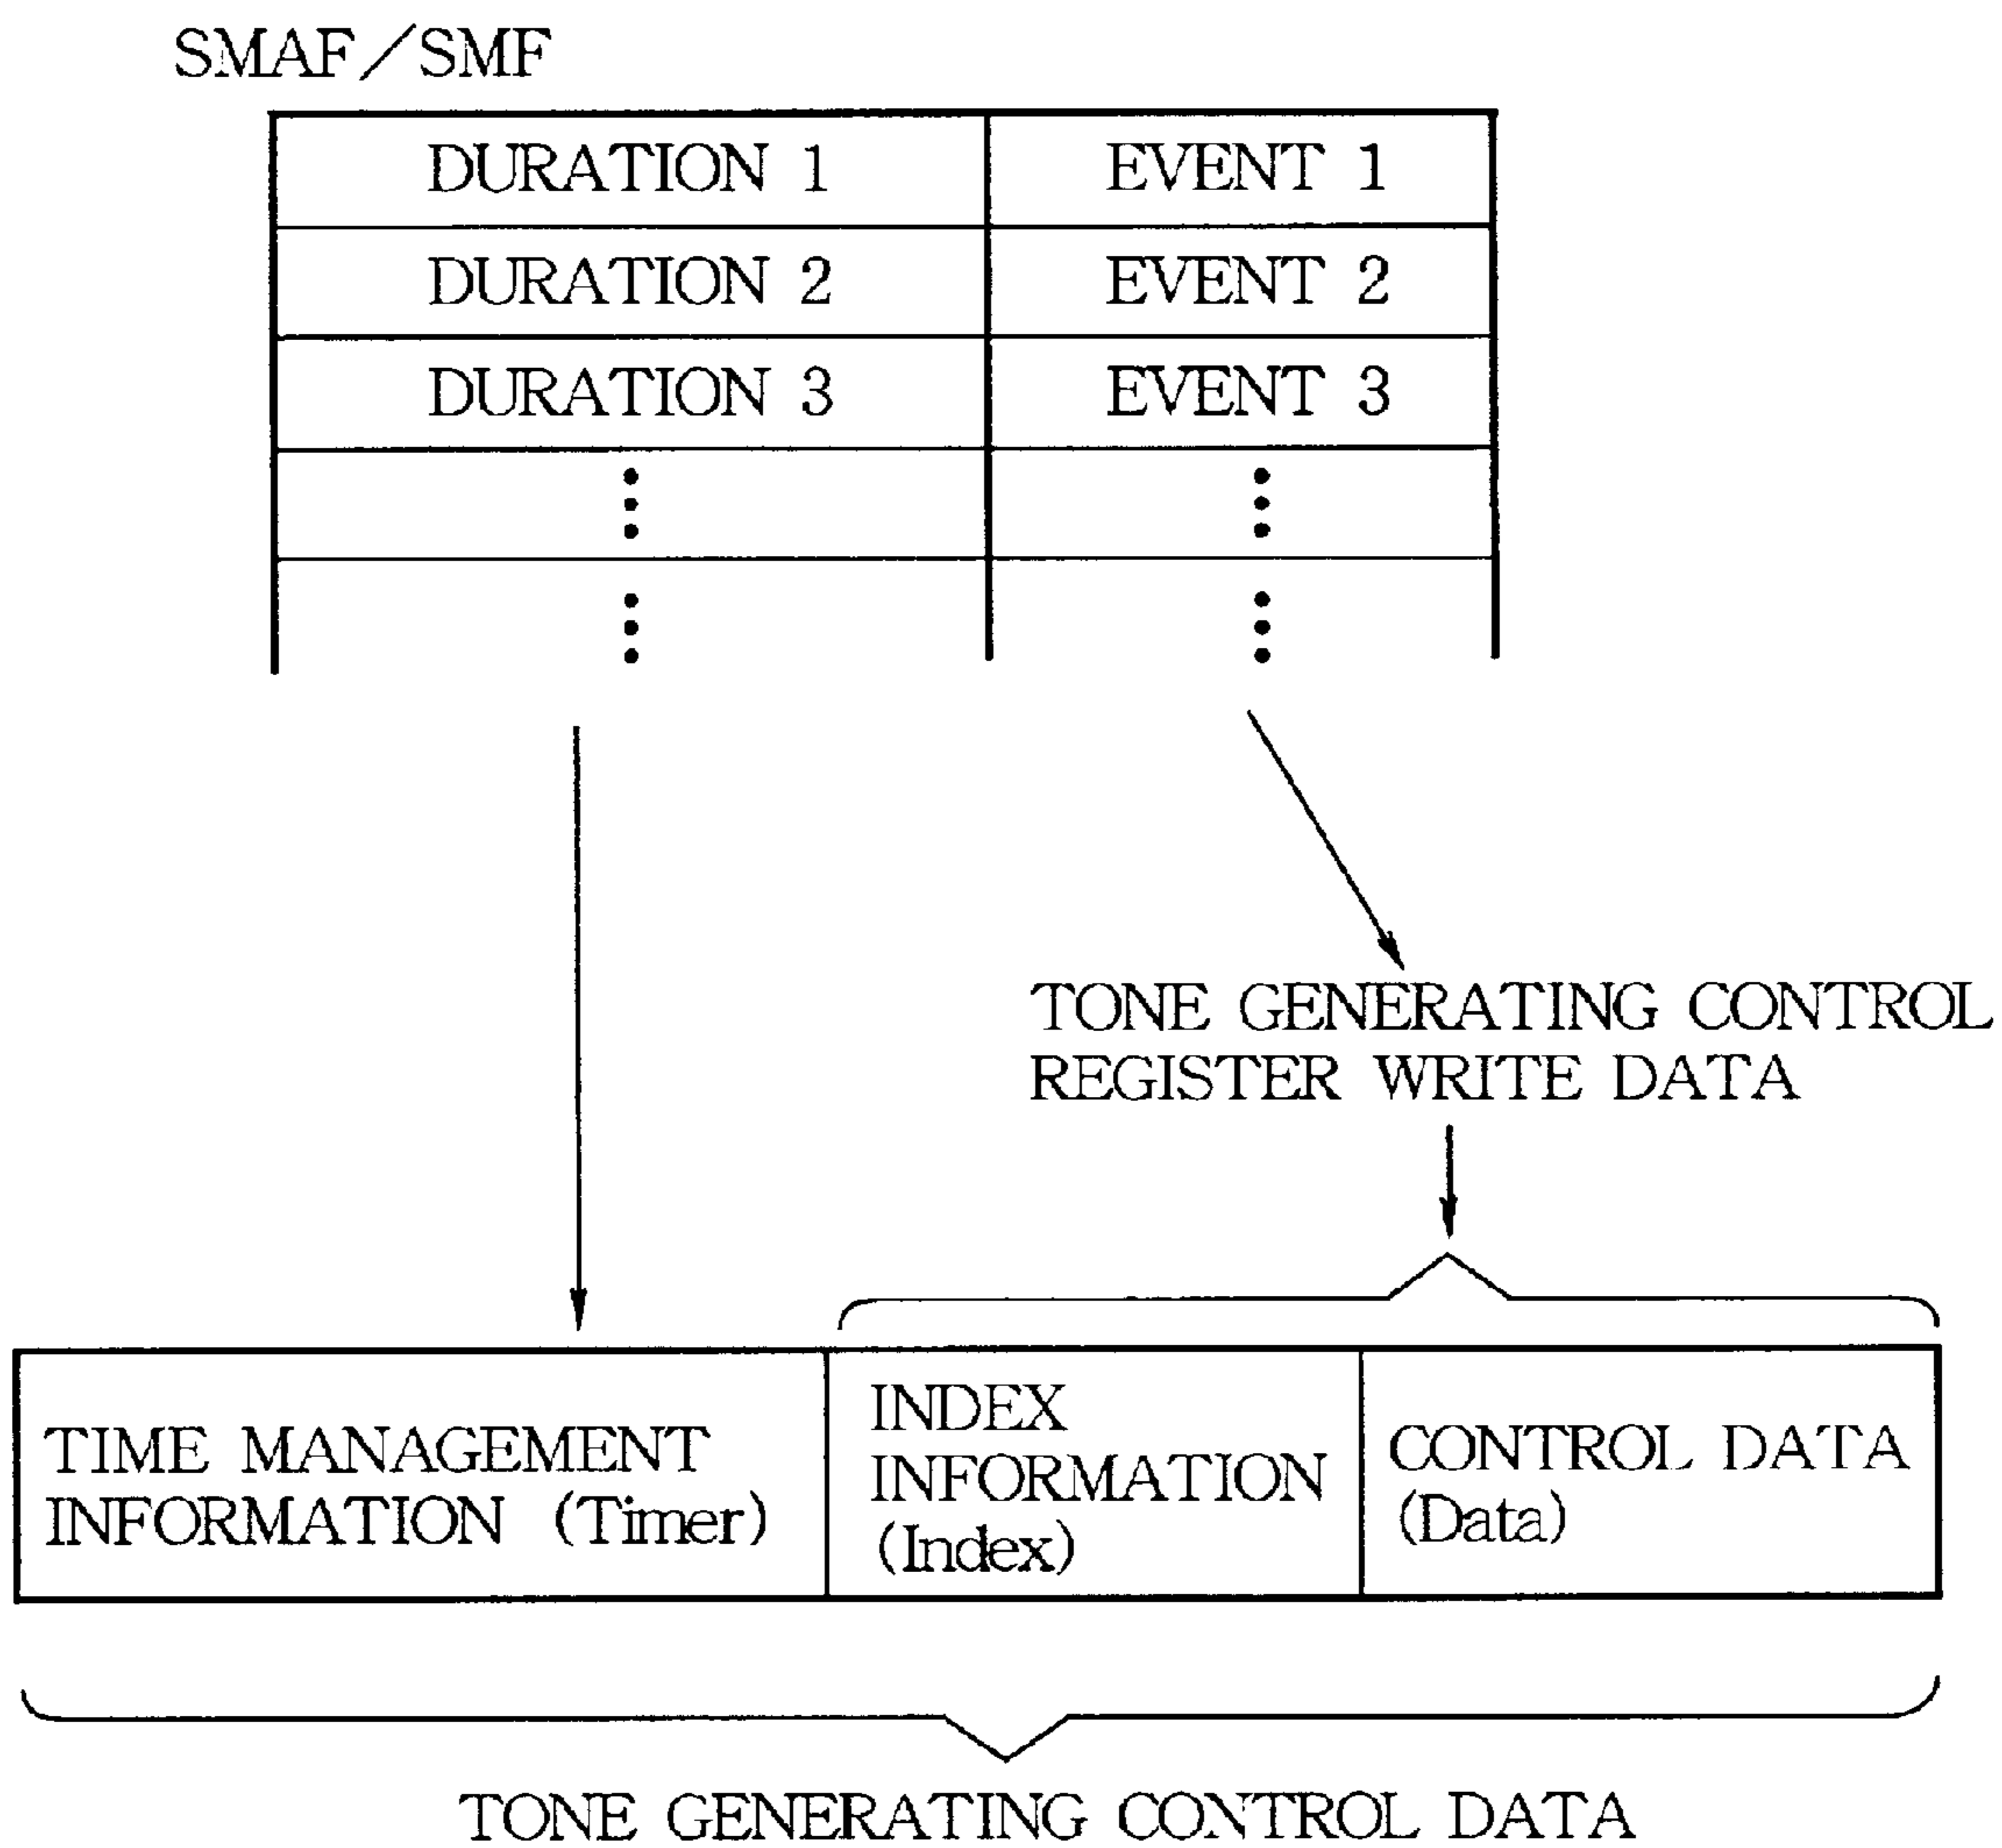 SMAF/SMF
DURATION 1 EVENT 1
DURATION 2 EVENT 2
DURATION 3 EVENT 3
TONE GENERATING CONTROL
REGISTER WRITE DATA
TIME MANAGEMENT
INFORMATION (Timer)
INDEX
INFORMATION
(Index)
CONTROL DATA
(Data)
TONE GENERATING CONTROL DATA